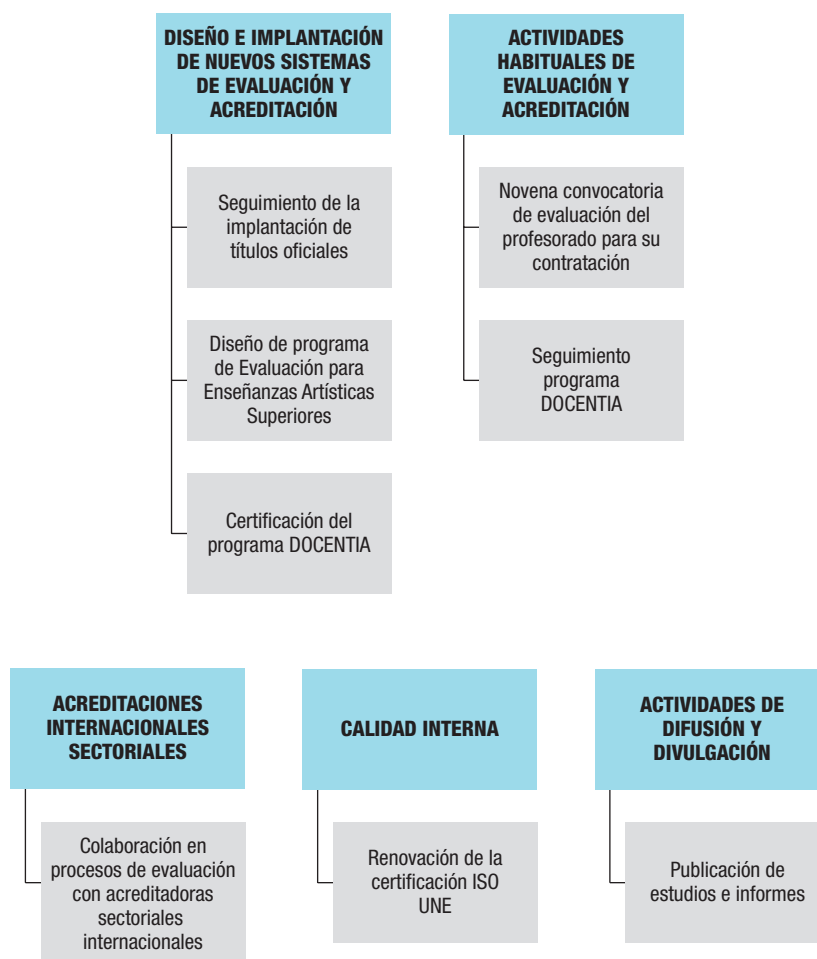 DISEÑO E IMPLANTACIÓN
DE NUEVOS SISTEMAS
DE EVALUACIÓN Y
ACREDITACIÓN
Seguimiento de la
implantación de
títulos oficiales
Diseño de programa
de Evaluación para
Enseñanzas Artísticas
Superiores
Certificación del
programa DOCENTIA
ACTIVIDADES
HABITUALES DE
EVALUACIÓN Y
ACREDITACIÓN
Novena convocatoria
de evaluación del
profesorado para su
contratación
Seguimiento
programa
DOCENTIA
ACREDITACIONES
INTERNACIONALES
SECTORIALES
Colaboración en
procesos de evaluación
con acreditadoras
sectoriales
internacionales
CALIDAD INTERNA
Renovación de la
certificación ISO
UNE
ACTIVIDADES DE
DIFUSIÓN Y
DIVULGACIÓN
Publicación de
estudios e informes